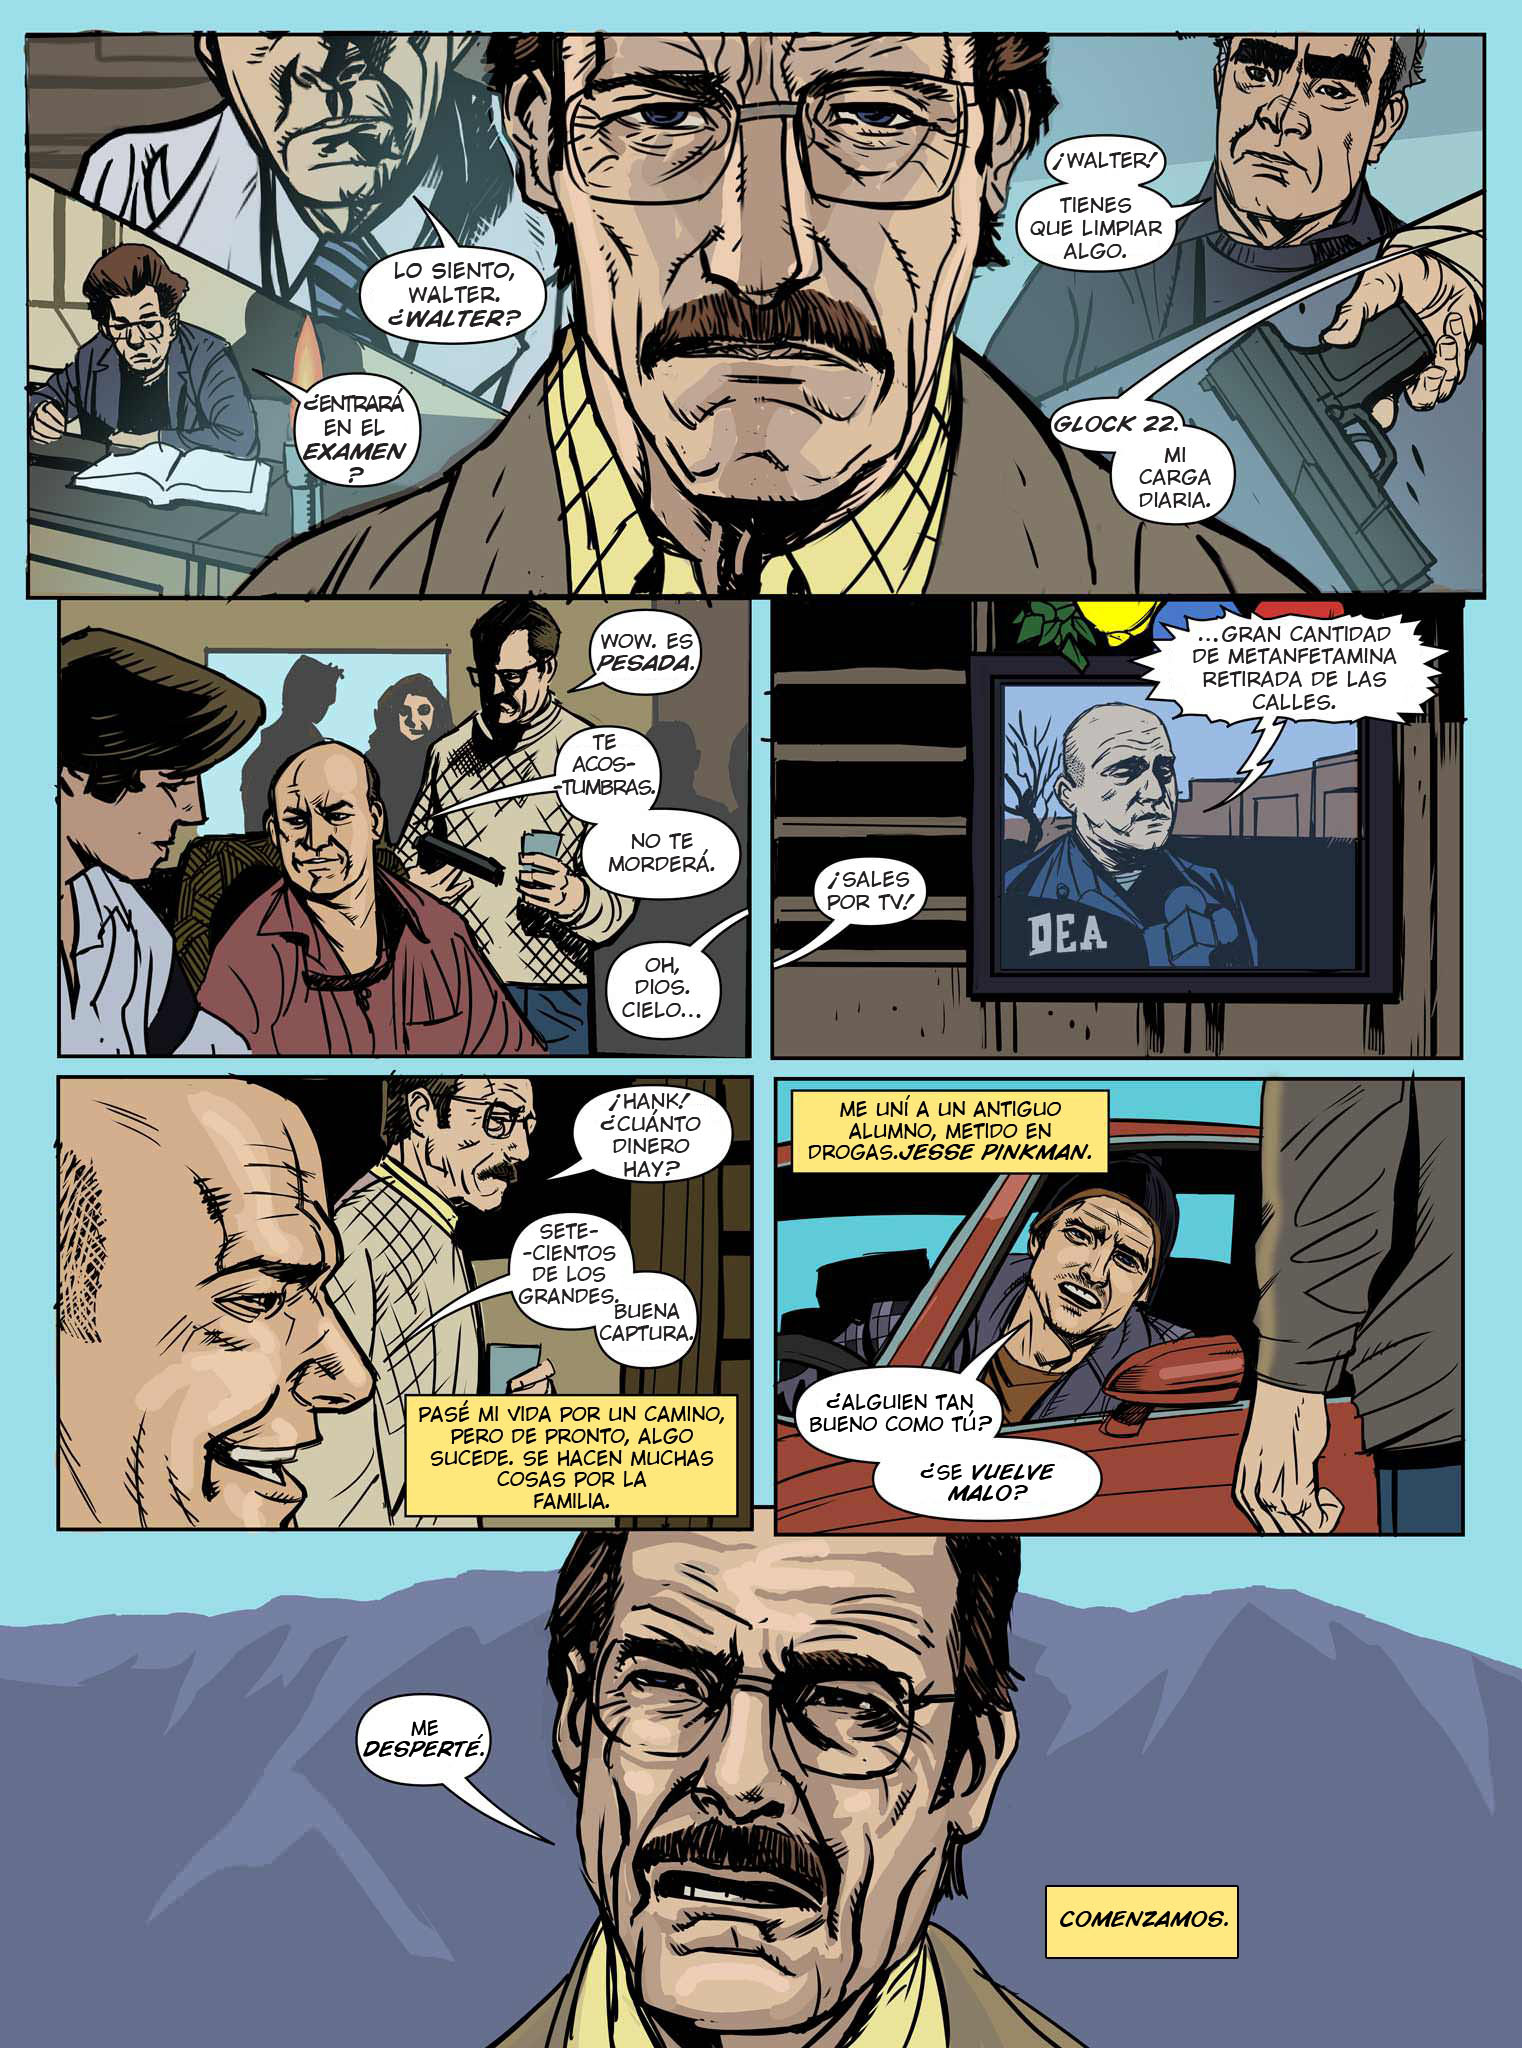 LO SIENTO,
WALTER.
¿WALTER?
¿ENTRARÁ
EN EL
EXAMEN
?
¡WALTER!
TIENES
QUE LIMPIAR
ALGO.
GLOCK 22.
MI
CARGA
DIARIA.
WOW. ES
PESADA.
TE
ACOS-
-TUMBRAS.
NO TE
MORDERÁ.
OH,
DIOS.
CIELO...
...GRAN CANTIDAD
DE METANFETAMINA
RETIRADA DE LAS
CALLES.
¡SALES
POR TV!
DEA
¡HANK!
¿CUÁNTO
DINERO
HAY?
SETE-
-CIENTOS
DE LOS
GRANDES.
BUENA
CAPTURA.
PASÉ MI VIDA POR UN CAMINO,
PERO DE PRONTO, ALGO
SUCEDE. SE HACEN MUCHAS
COSAS POR LA
FAMILIA.
ME UNÍ A UN ANTIGUO
ALUMNO, METIDO EN
DROGAS.JESSE PINKMAN.
¿ALGUIEN TAN
BUENO COMO TÚ?
¿SE VUELVE
MALO?
ME
DESPERTÉ.
COMENZAMOS.